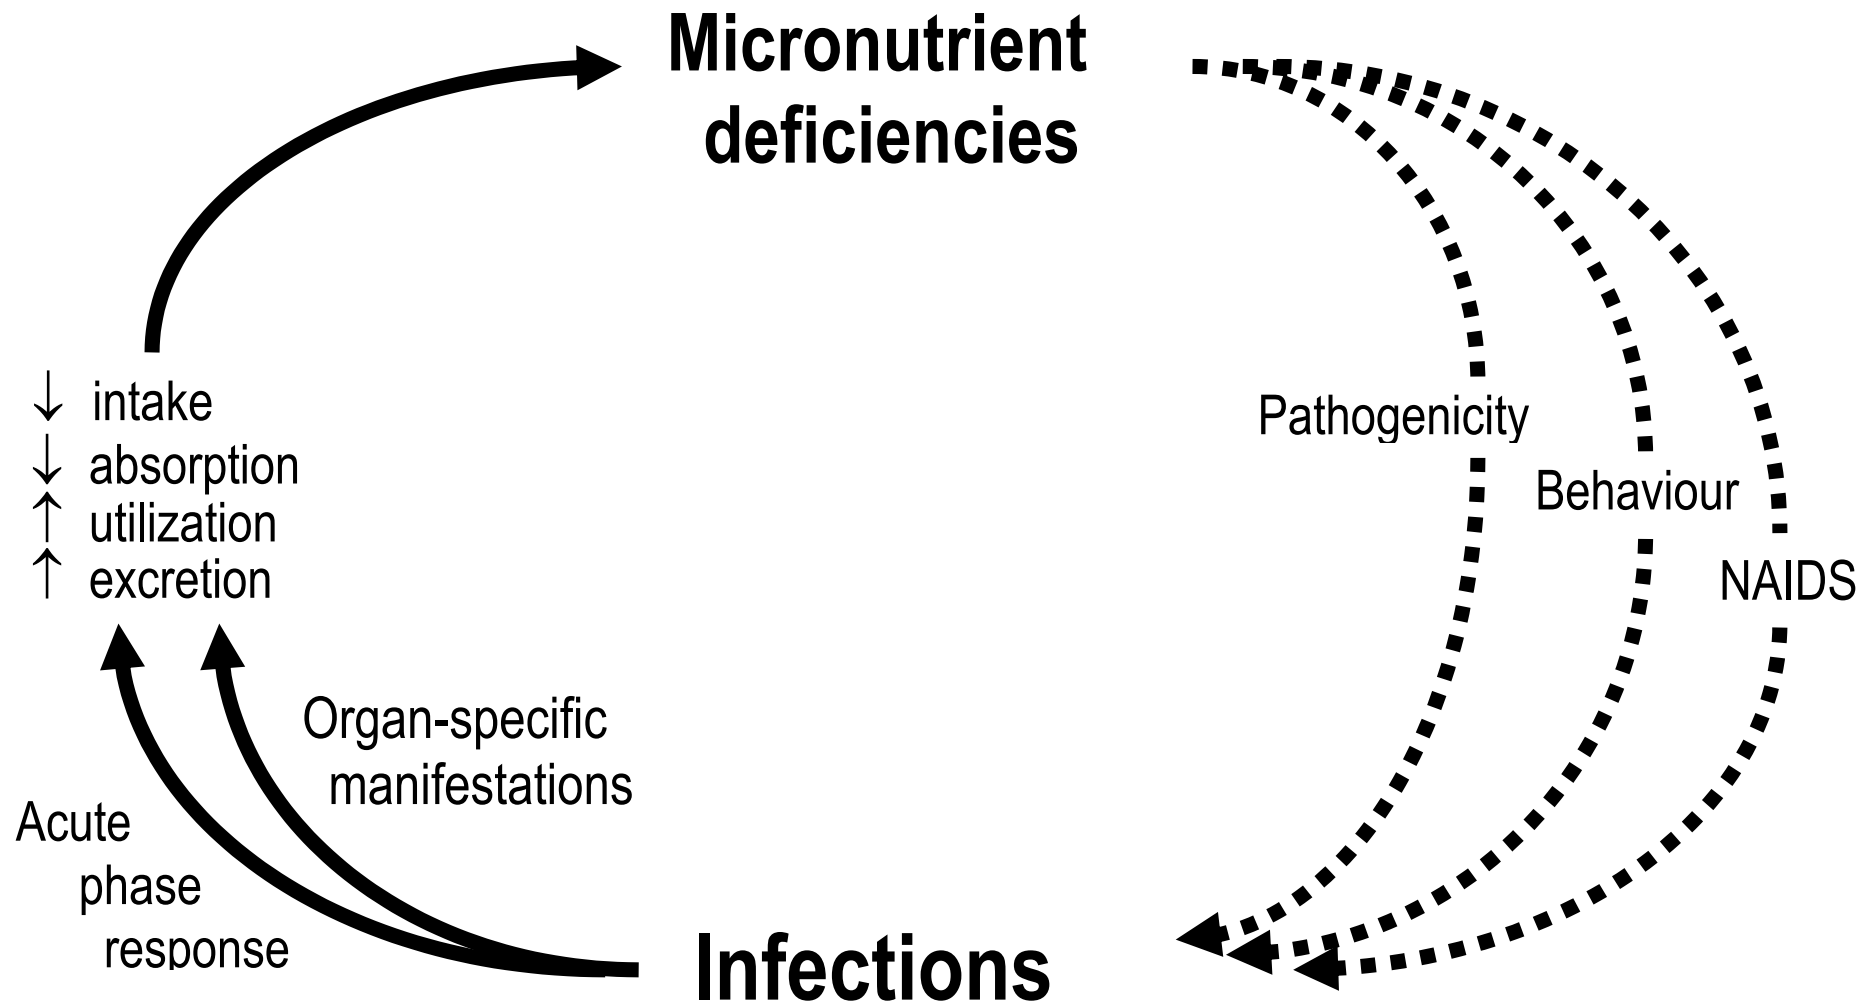 Micronutrient
deficiencies
↓ intake
↓ absorption
↑ utilization
↑ excretion
Pathogenicity
Behaviour
NAIDS
Organ-specific
manifestations
Acute
phase
response
Infections